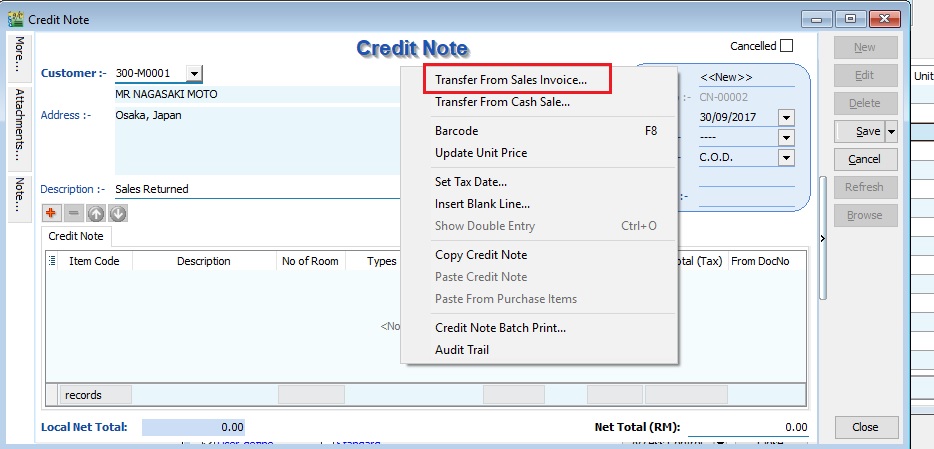 Credit Note
Credit Note
Cancelled
More...
Attachments...
Note...
Customer :- 300-M0001
MR NAGASAKI MOTO
Address :- Osaka, Japan
Description :- Sales Returned
Transfer From Sales Invoice...
Transfer From Cash Sale...
Barcode F8
Update Unit Price
Set Tax Date...
Insert Blank Line...
Show Double Entry Ctrl+O
Copy Credit Note
Paste Credit Note
Paste From Purchase Items
Credit Note Batch Print...
Audit Trail
<<New>>
:- CN-00002
30/09/2017
----
C.O.D.
:-
New
Edit
Delete
Save
Cancel
Refresh
Browse
Unit
Credit Note
Item Code Description No of Room Types (Tax) From DocNo
records
Local Net Total: 0.00 Net Total (RM): 0.00
Close